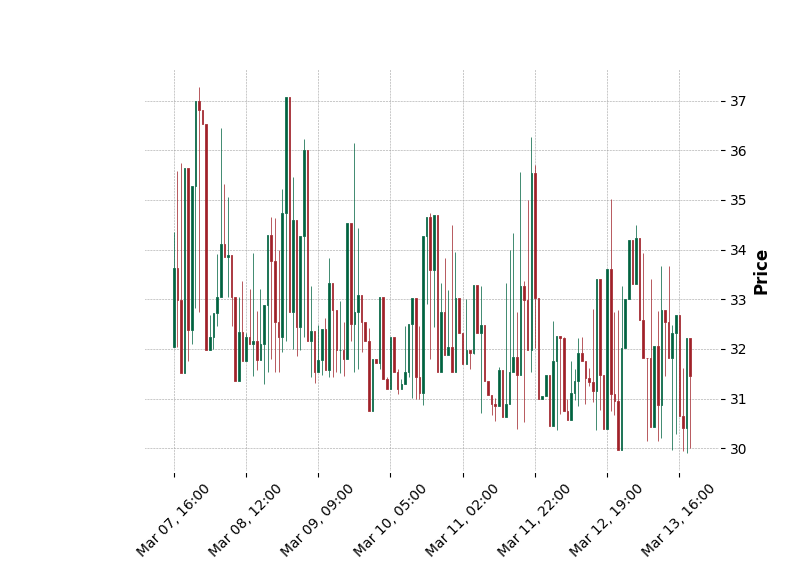 37
36
35
34
33
32
31
30
Price
Mar 07, 16:00
Mar 08, 12:00
Mar 09, 09:00
Mar 10, 05:00
Mar 11, 02:00
Mar 11, 22:00
Mar 12, 19:00
Mar 13, 16:00